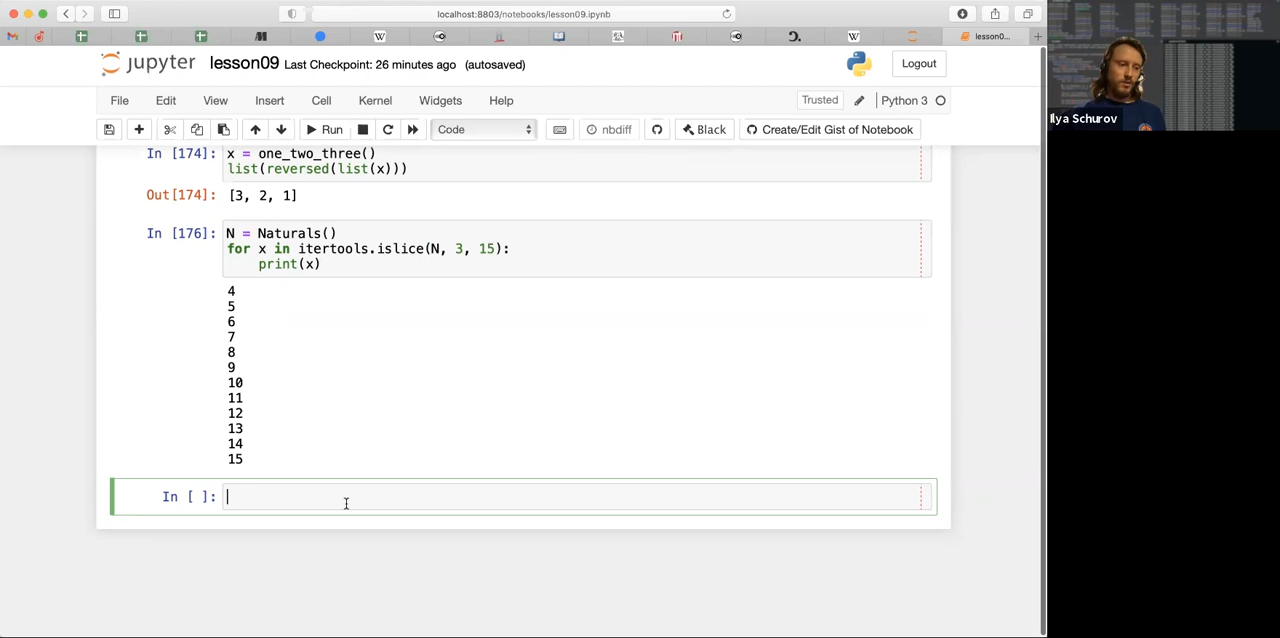 localhost:8803/notebooks/lesson09.ipynb
lesson0...
jupyter lesson09 Last Checkpoint: 26 minutes ago (autosaved)
Logout
File Edit View Insert Cell Kernel Widgets Help
Trusted
Python 3
Run
Code
nbdiff
Black
Create/Edit Gist of Notebook
In [174]: x = one_two_three()
list(reversed(list(x)))
Out[174]: [3, 2, 1]
In [176]: N = Naturals()
for x in itertools.islice(N, 3, 15):
print(x)
4
5
6
7
8
9
10
11
12
13
14
15
In [ ]:
Ilya Schurov